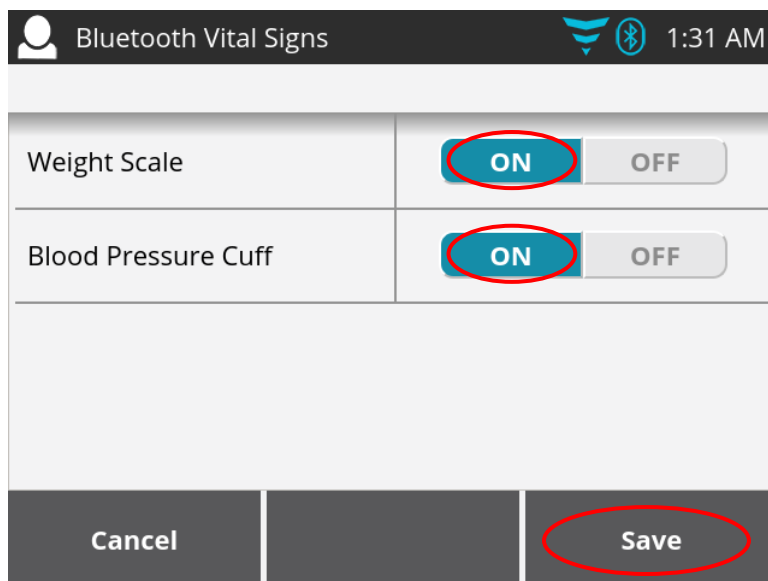 Bluetooth Vital Signs 1:31 AM
Weight Scale ON OFF
Blood Pressure Cuff ON OFF
Cancel Save